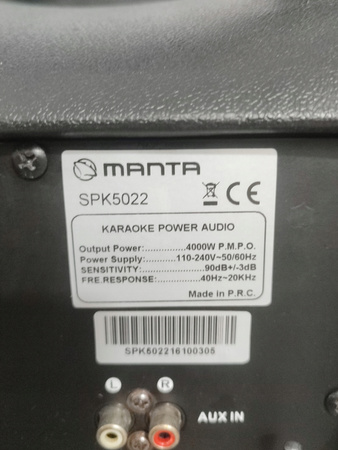 MANTA
SPK5022
CE
KARAOKE POWER AUDIO
Output Power:...............4000W P.M.P.O.
Power Supply:......110-240V~50/60Hz
SENSITIVITY:....................90dB+/-3dB
FRE.RESPONSE:.............40Hz~20KHz
Made in P.R.C.
SPK502216100305
L R
AUX IN